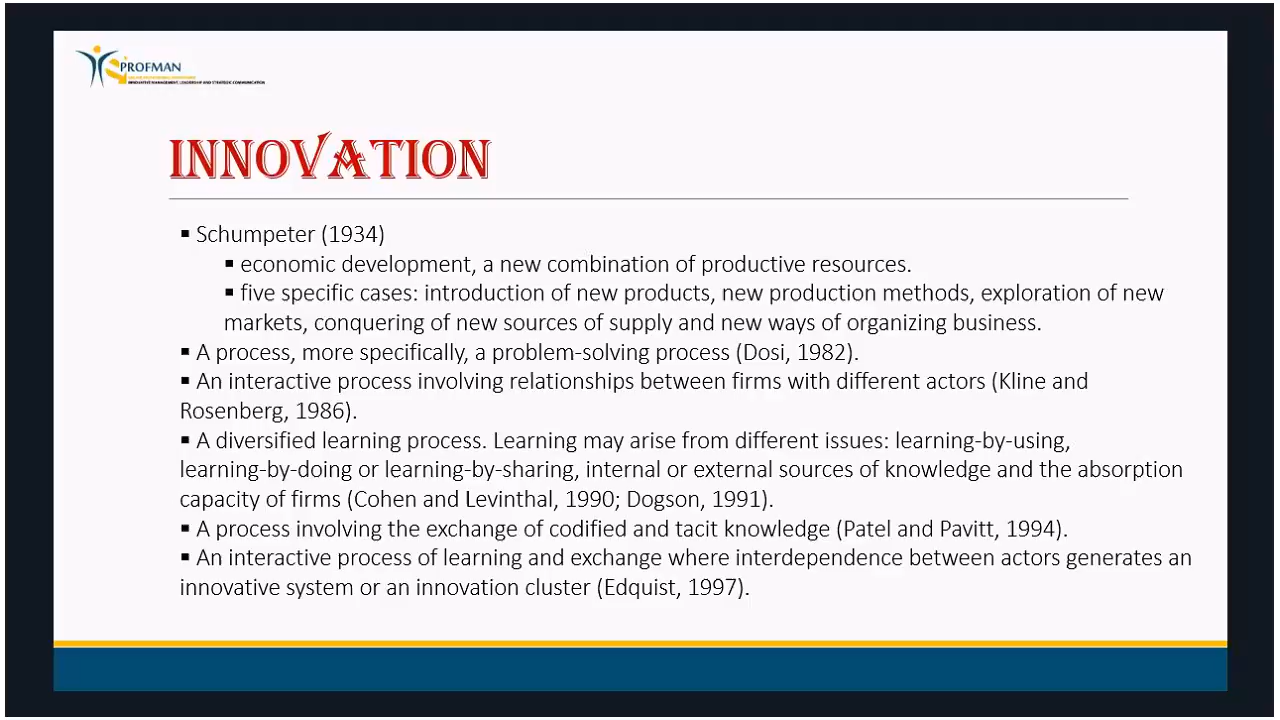 PROFMAN
INNOVATIVE MANAGEMENT, LEADERSHIP AND STRATEGIC COMMUNICATION
INNOVATION
▪ Schumpeter (1934)
▪ economic development, a new combination of productive resources.
▪ five specific cases: introduction of new products, new production methods, exploration of new
markets, conquering of new sources of supply and new ways of organizing business.
▪ A process, more specifically, a problem-solving process (Dosi, 1982).
▪ An interactive process involving relationships between firms with different actors (Kline and
Rosenberg, 1986).
▪ A diversified learning process. Learning may arise from different issues: learning-by-using,
learning-by-doing or learning-by-sharing, internal or external sources of knowledge and the absorption
capacity of firms (Cohen and Levinthal, 1990; Dogson, 1991).
▪ A process involving the exchange of codified and tacit knowledge (Patel and Pavitt, 1994).
▪ An interactive process of learning and exchange where interdependence between actors generates an
innovative system or an innovation cluster (Edquist, 1997).